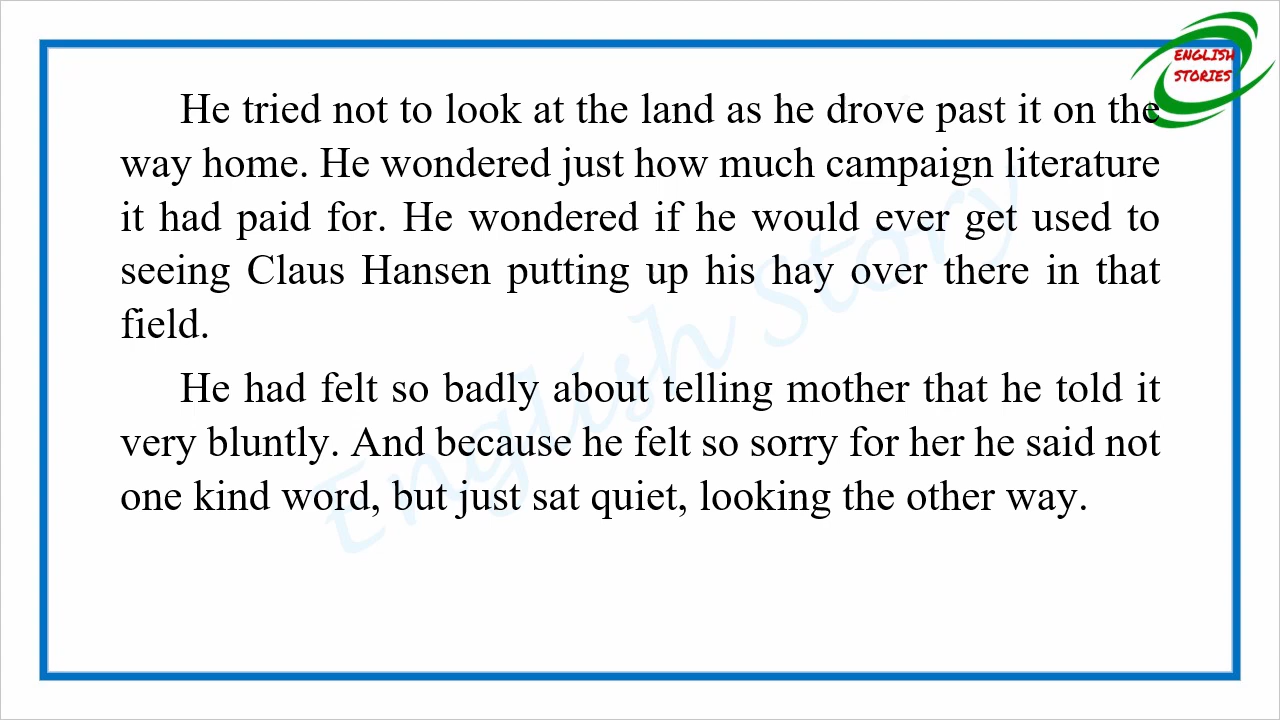 ENGLISH
STORIES
He tried not to look at the land as he drove past it on the
way home. He wondered just how much campaign literature
it had paid for. He wondered if he would ever get used to
seeing Claus Hansen putting up his hay over there in that
field.
He had felt so badly about telling mother that he told it
very bluntly. And because he felt so sorry for her he said not
one kind word, but just sat quiet, looking the other way.
English Story